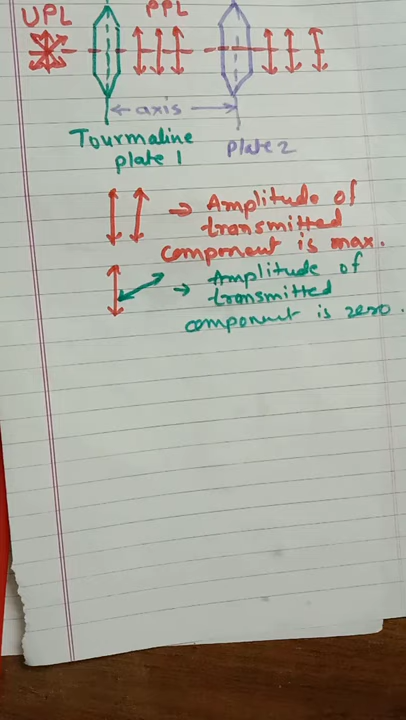 UPL PPL
← axis →
Tourmaline
plate 1
plate 2
→ Amplitude of
transmitted
component is max.
→ Amplitude of
transmitted
component is zero.